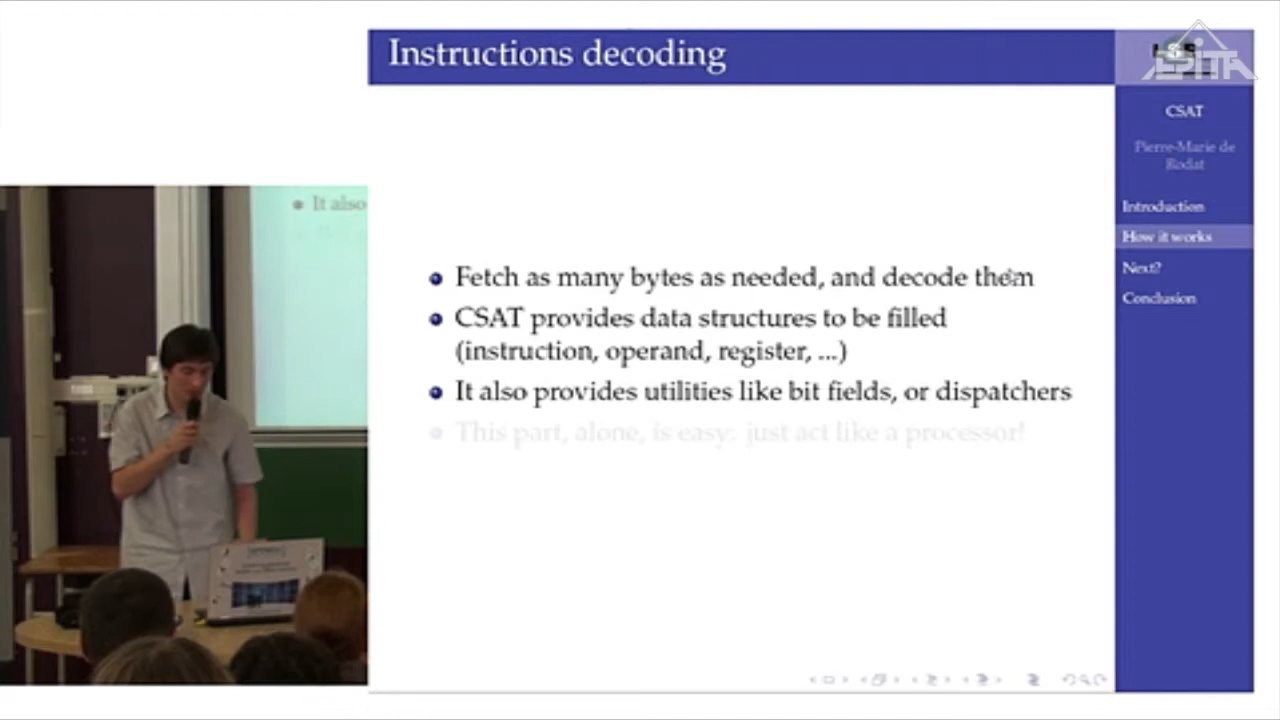 Instructions decoding
EPITA
CSAT
Pierre-Marie de
Rodat
Introduction
How it works
Next?
Conclusion
It also
Fetch as many bytes as needed, and decode them
CSAT provides data structures to be filled
(instruction, operand, register, ...)
It also provides utilities like bit fields, or dispatchers
This part, alone, is easy: just act like a processor!